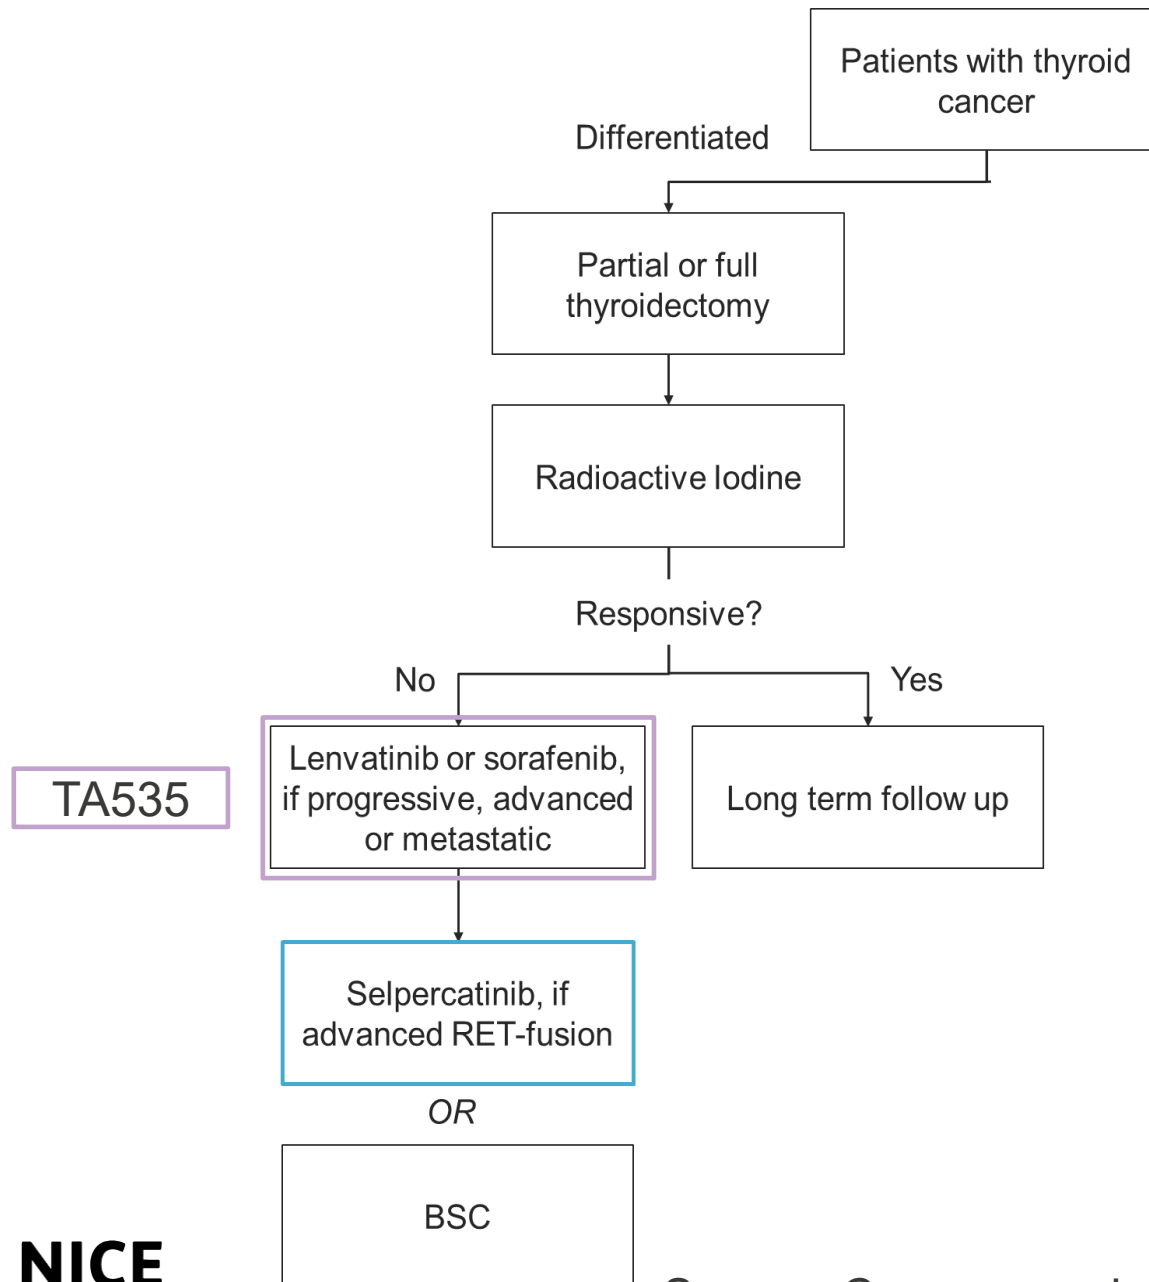 Patients with thyroid
cancer
Differentiated
Partial or full
thyroidectomy
Radioactive Iodine
Responsive?
No
Yes
Lenvatinib or sorafenib,
if progressive, advanced
or metastatic
TA535
Long term follow up
Selpercatinib, if
advanced RET-fusion
OR
BSC
NICE